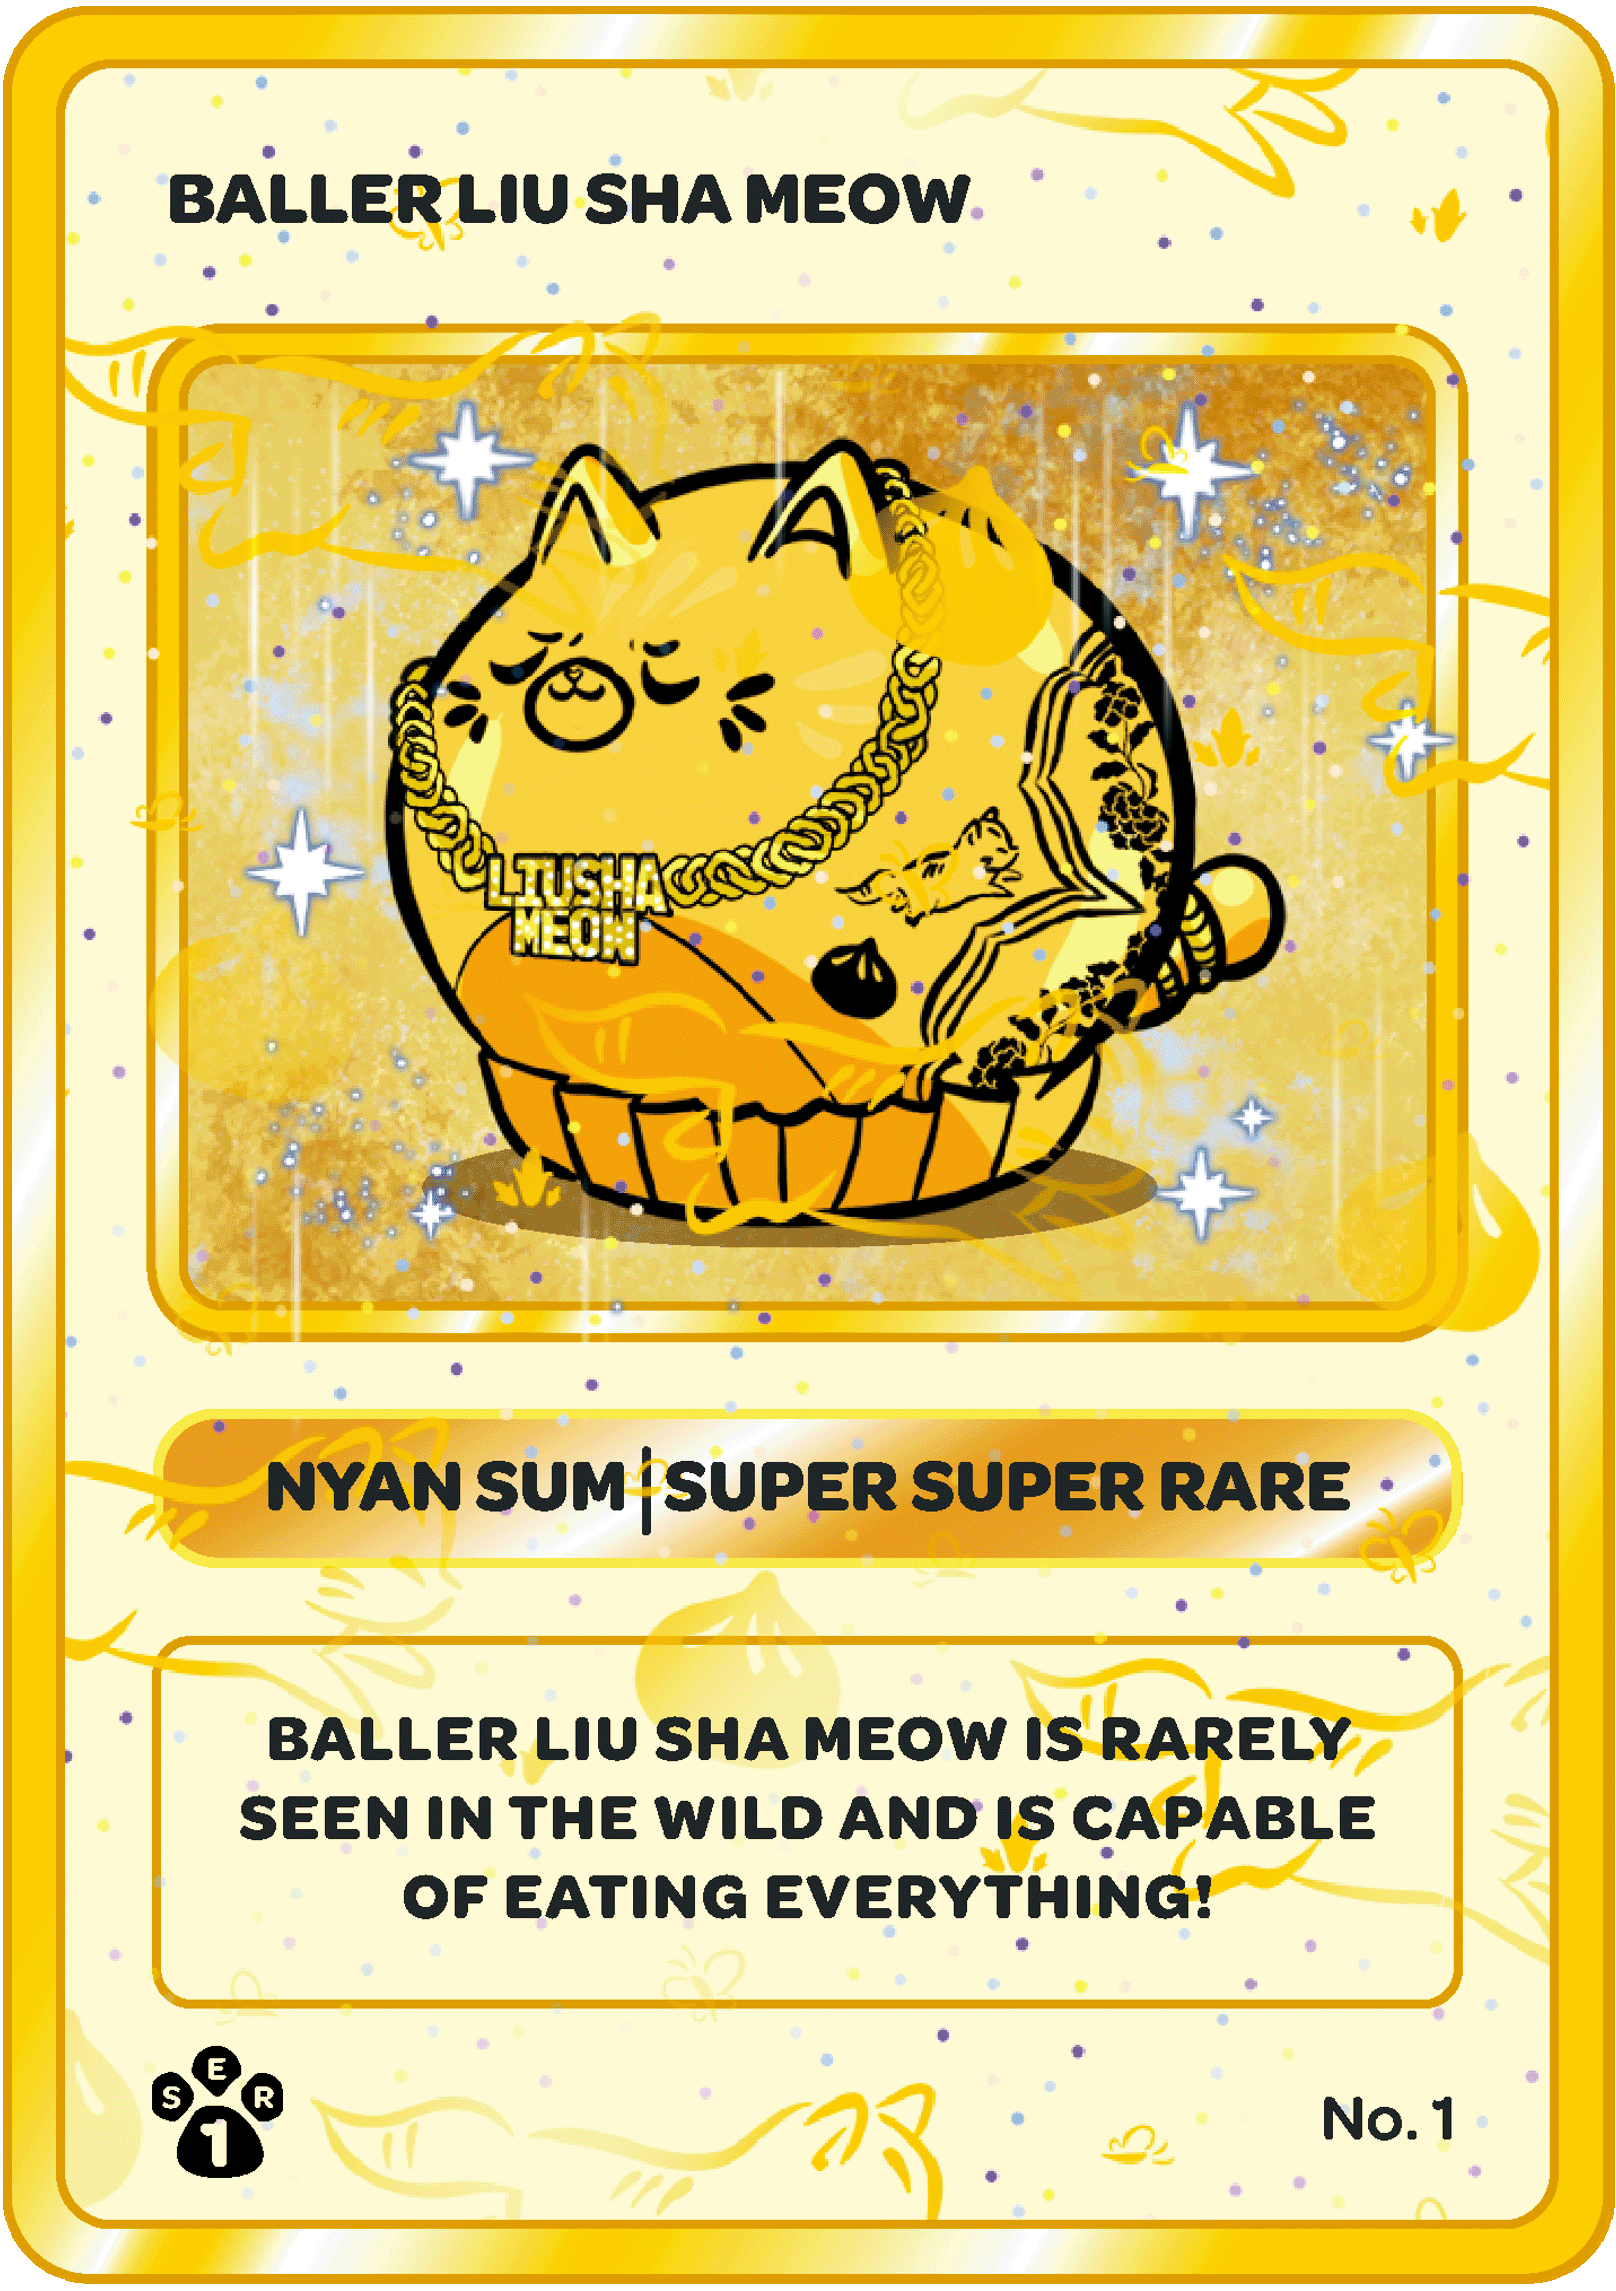 BALLER LIU SHA MEOW
LIUSHA
MEOW
NYAN SUM | SUPER SUPER RARE
BALLER LIU SHA MEOW IS RARELY
SEEN IN THE WILD AND IS CAPABLE
OF EATING EVERYTHING!
SER
1
No. 1